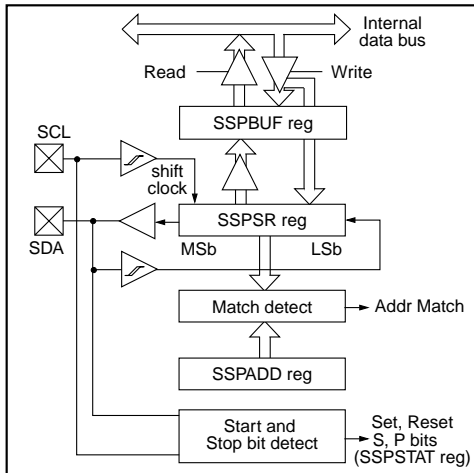 Internal
data bus
Read
Write
SSPBUF reg
SCL
shift
clock
SSPSR reg
SDA
MSb
LSb
Match detect
Addr Match
SSPADD reg
Start and
Stop bit detect
Set, Reset
S, P bits
(SSPSTAT reg)